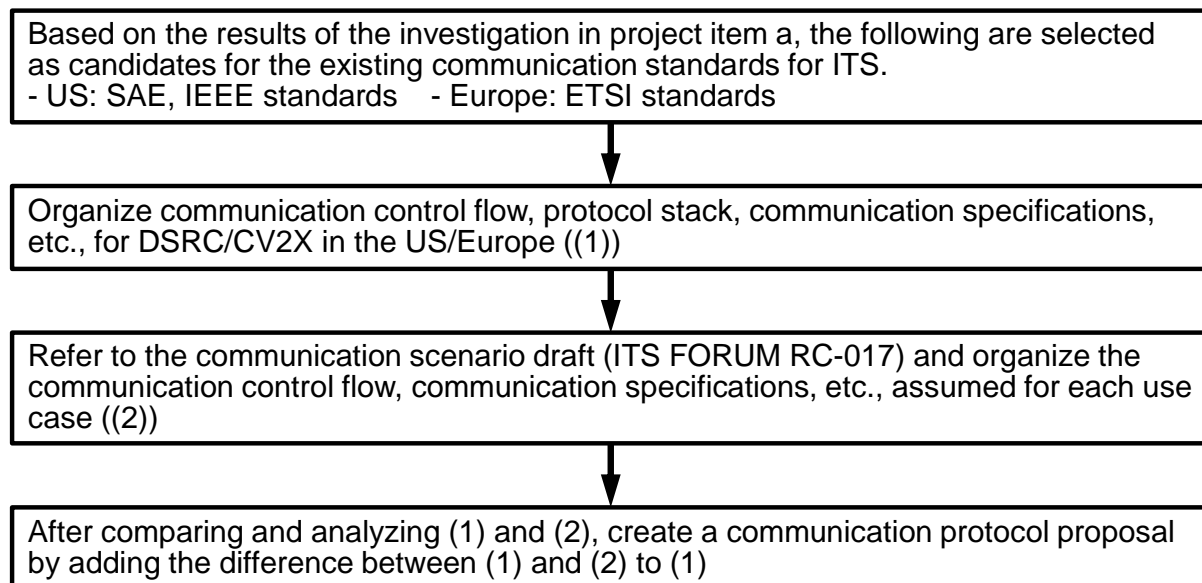 Based on the results of the investigation in project item a, the following are selected
as candidates for the existing communication standards for ITS.
- US: SAE, IEEE standards - Europe: ETSI standards
Organize communication control flow, protocol stack, communication specifications,
etc., for DSRC/CV2X in the US/Europe ((1))
Refer to the communication scenario draft (ITS FORUM RC-017) and organize the
communication control flow, communication specifications, etc., assumed for each use
case ((2))
After comparing and analyzing (1) and (2), create a communication protocol proposal
by adding the difference between (1) and (2) to (1)